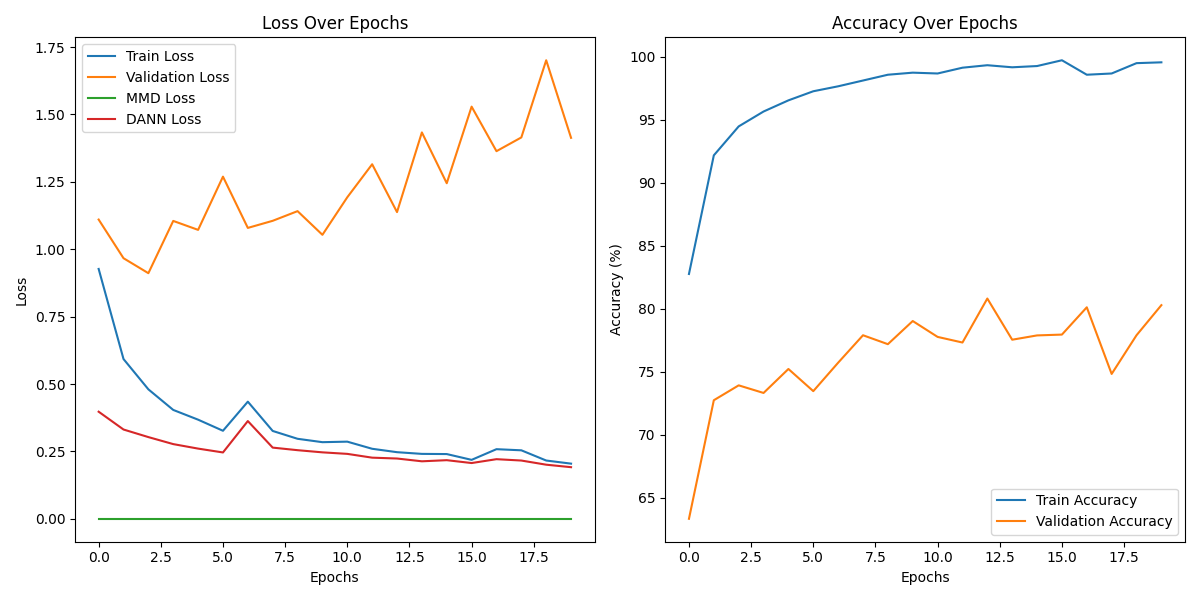 Loss Over Epochs
Train Loss
Validation Loss
MMD Loss
DANN Loss
1.75
1.50
1.25
1.00
0.75
0.50
0.25
0.00
Loss
0.0 2.5 5.0 7.5 10.0 12.5 15.0 17.5
Epochs
Accuracy Over Epochs
100
95
90
85
80
75
70
65
Accuracy (%)
Train Accuracy
Validation Accuracy
0.0 2.5 5.0 7.5 10.0 12.5 15.0 17.5
Epochs